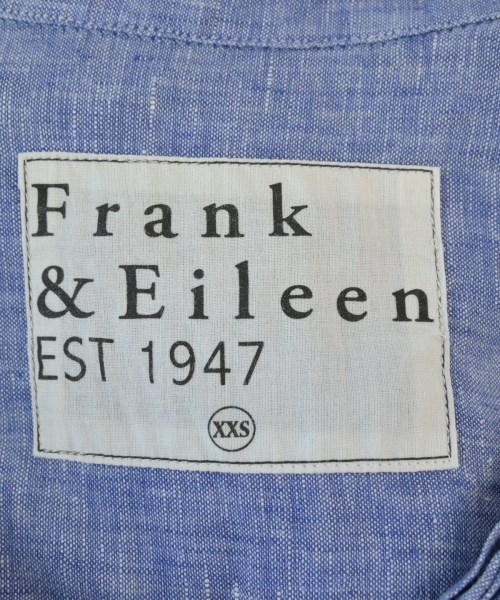 Frank
& Eileen
EST 1947
XXS